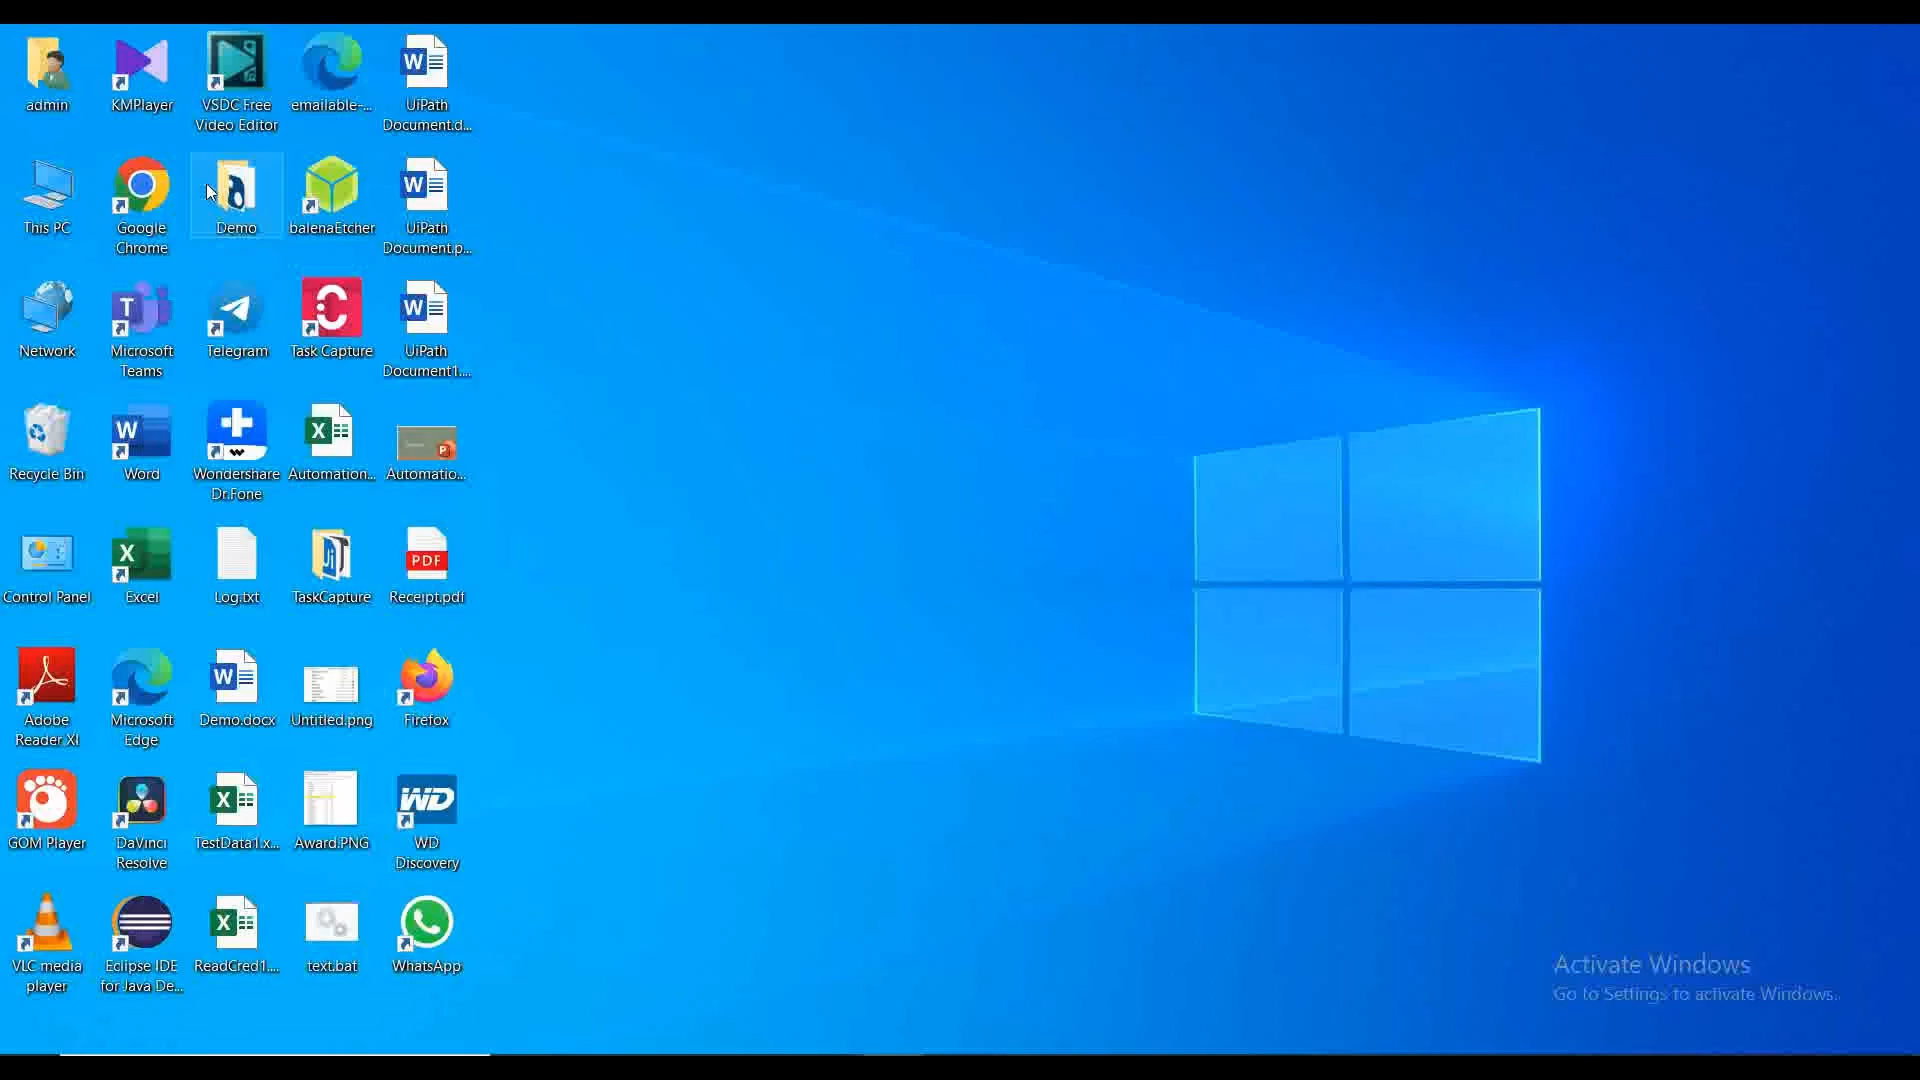 admin
KMPlayer
VSDC Free
Video Editor
emailable-...
UiPath
Document.d...
This PC
Google
Chrome
Demo
balenaEtcher
UiPath
Document.p...
Network
Microsoft
Teams
Telegram
Task Capture
UiPath
Document1....
Recycle Bin
Word
Wondershare
Dr.Fone
Automation...
Automatio...
Control Panel
Excel
Log.txt
TaskCapture
PDF
Receipt.pdf
Adobe
Reader XI
Microsoft
Edge
Demo.docx
Untitled.png
Firefox
GOM Player
DaVinci
Resolve
TestData1.x...
Award.PNG
WD
WD
Discovery
VLC media
player
Eclipse IDE
for Java De...
ReadCred1....
text.bat
WhatsApp
Activate Windows
Go to Settings to activate Windows.